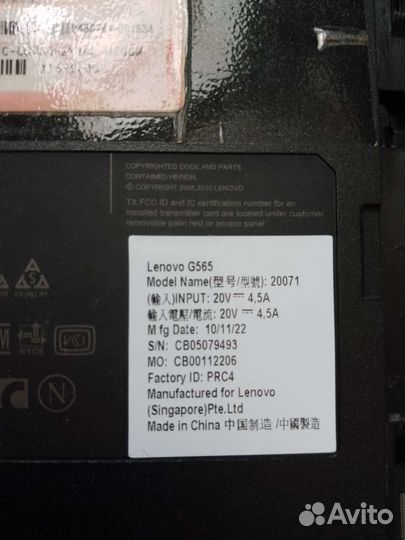 COPYRIGHTED CODE AND PARTS
CONTAINED HEREIN.
© COPYRIGHT 2005,2010 LENOVO
TX FCC ID and IC certification number for an
installed transmitter card are located under customer
removable palm rest or access panel
Lenovo G565
Model Name(型号/型號): 20071
(輸入)INPUT: 20V ⎓ 4,5A
輸入電壓/電流: 20V ⎓ 4,5A
Mfg Date: 10/11/22
S/N: CB05079493
MO: CB00112206
Factory ID: PRC4
Manufactured for Lenovo
(Singapore)Pte.Ltd
Made in China 中国制造 /中國製造
NYCE
Avito